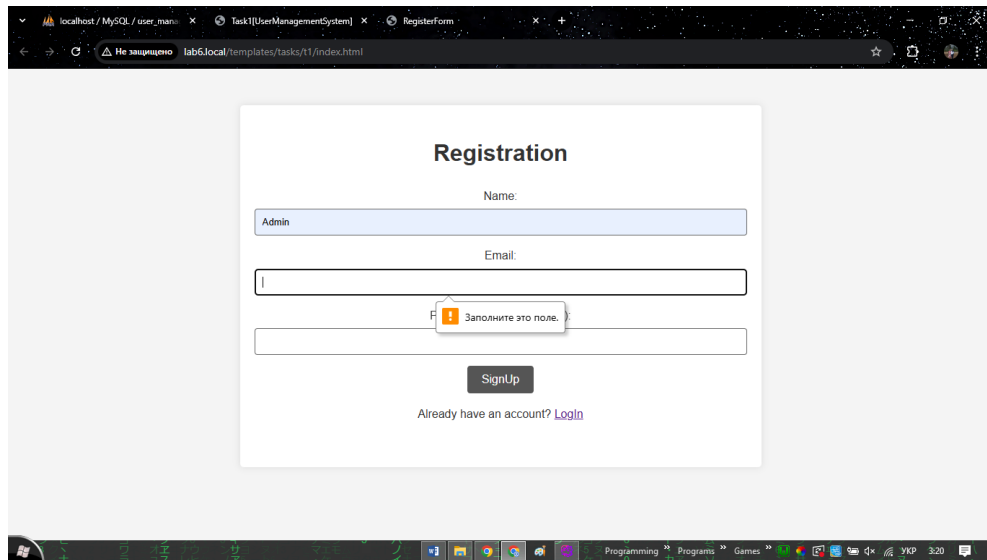 localhost / MySQL / user_mana
Task1[UserManagementSystem]
RegisterForm
Не защищено
lab6.local/templates/tasks/t1/index.html
Registration
Name:
Admin
Email:
Заполните это поле.
SignUp
Already have an account? LogIn
Programming
Programs
Games
УКР
3:20